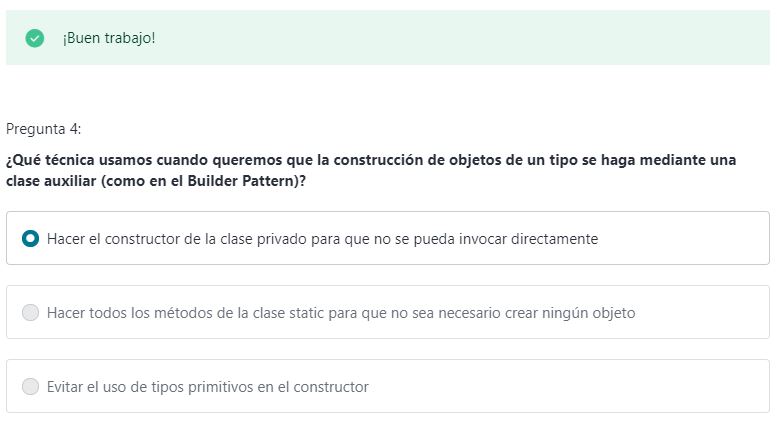 ¡Buen trabajo!
Pregunta 4:
¿Qué técnica usamos cuando queremos que la construcción de objetos de un tipo se haga mediante una
clase auxiliar (como en el Builder Pattern)?
Hacer el constructor de la clase privado para que no se pueda invocar directamente
Hacer todos los métodos de la clase static para que no sea necesario crear ningún objeto
Evitar el uso de tipos primitivos en el constructor